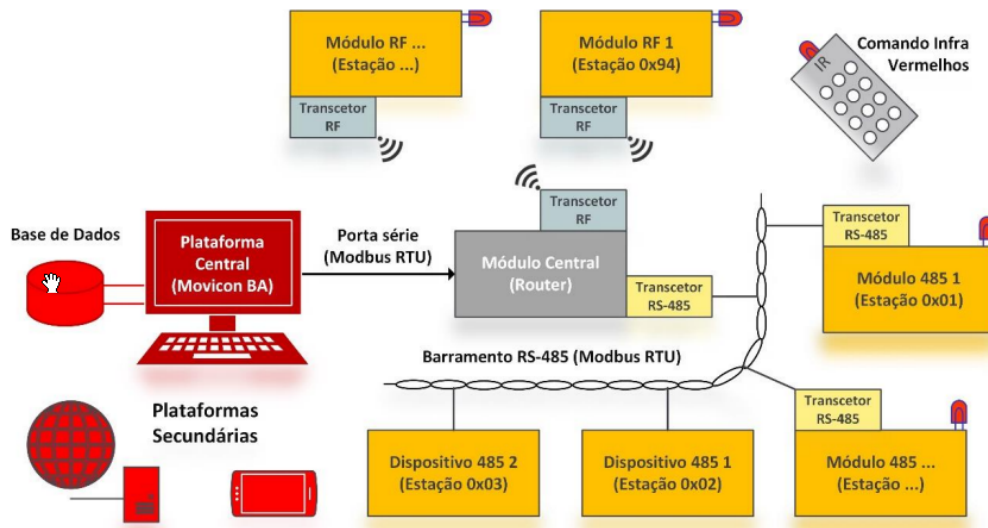 Módulo RF ...
(Estação ...)
Transcetor
RF
Módulo RF 1
(Estação 0x94)
Transcetor
RF
IR
Comando Infra
Vermelhos
Base de Dados
Plataforma
Central
(Movicon BA)
Porta série
(Modbus RTU)
Transcetor
RF
Módulo Central
(Router)
Transcetor
RS-485
Transcetor
RS-485
Módulo 485 1
(Estação 0x01)
Barramento RS-485 (Modbus RTU)
Plataformas
Secundárias
Dispositivo 485 2
(Estação 0x03)
Dispositivo 485 1
(Estação 0x02)
Transcetor
RS-485
Módulo 485 ...
(Estação ...)